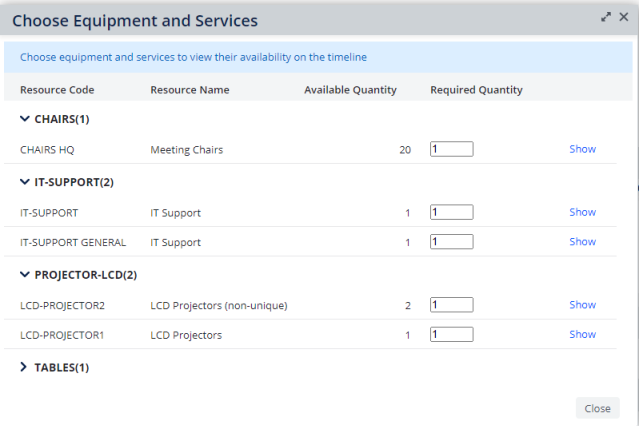 Choose Equipment and Services
Choose equipment and services to view their availability on the timeline
Resource Code Resource Name Available Quantity Required Quantity
CHAIRS(1)
CHAIRS HQ Meeting Chairs 20 1 Show
IT-SUPPORT(2)
IT-SUPPORT IT Support 1 1 Show
IT-SUPPORT GENERAL IT Support 1 1 Show
PROJECTOR-LCD(2)
LCD-PROJECTOR2 LCD Projectors (non-unique) 2 1 Show
LCD-PROJECTOR1 LCD Projectors 1 1 Show
TABLES(1)
Close